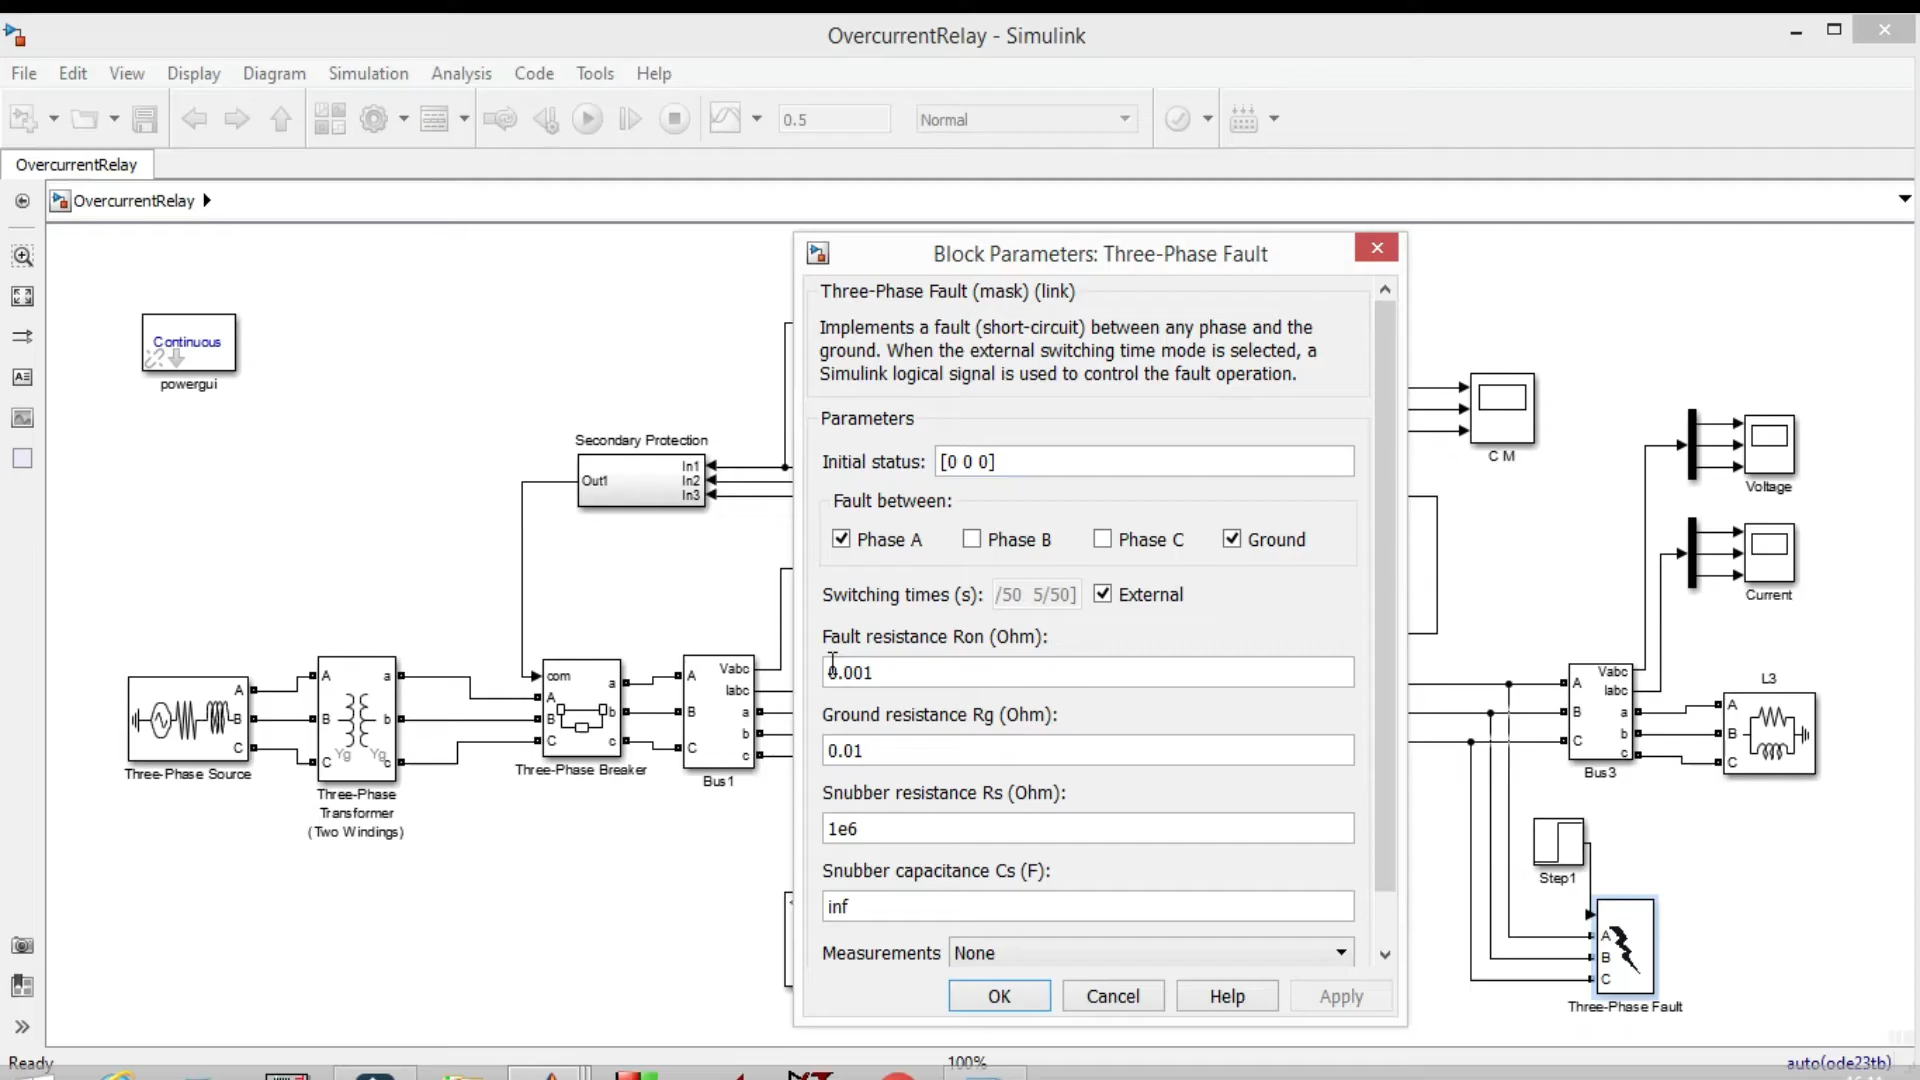 OvercurrentRelay - Simulink
File Edit View Display Diagram Simulation Analysis Code Tools Help
0.5 Normal
OvercurrentRelay
OvercurrentRelay
Continuous
powergui
Secondary Protection
Out1
In1
In2
In3
A
B
C
Three-Phase Source
A
B
C
a
b
c
Yg Yg
Three-Phase
Transformer
(Two Windings)
com
A
B
C
a
b
c
Three-Phase Breaker
A
B
C
Vabc
Iabc
a
b
c
Bus1
Block Parameters: Three-Phase Fault
Three-Phase Fault (mask) (link)
Implements a fault (short-circuit) between any phase and the
ground. When the external switching time mode is selected, a
Simulink logical signal is used to control the fault operation.
Parameters
Initial status: [0 0 0]
Fault between:
Phase A Phase B Phase C Ground
Switching times (s): /50 5/50] External
Fault resistance Ron (Ohm):
0.001
Ground resistance Rg (Ohm):
0.01
Snubber resistance Rs (Ohm):
1e6
Snubber capacitance Cs (F):
inf
Measurements None
OK Cancel Help Apply
C M
Voltage
Current
A
B
C
Vabc
Iabc
a
b
c
Bus3
L3
A
B
C
Step1
A
B
C
Three-Phase Fault
Ready 100% auto(ode23tb)